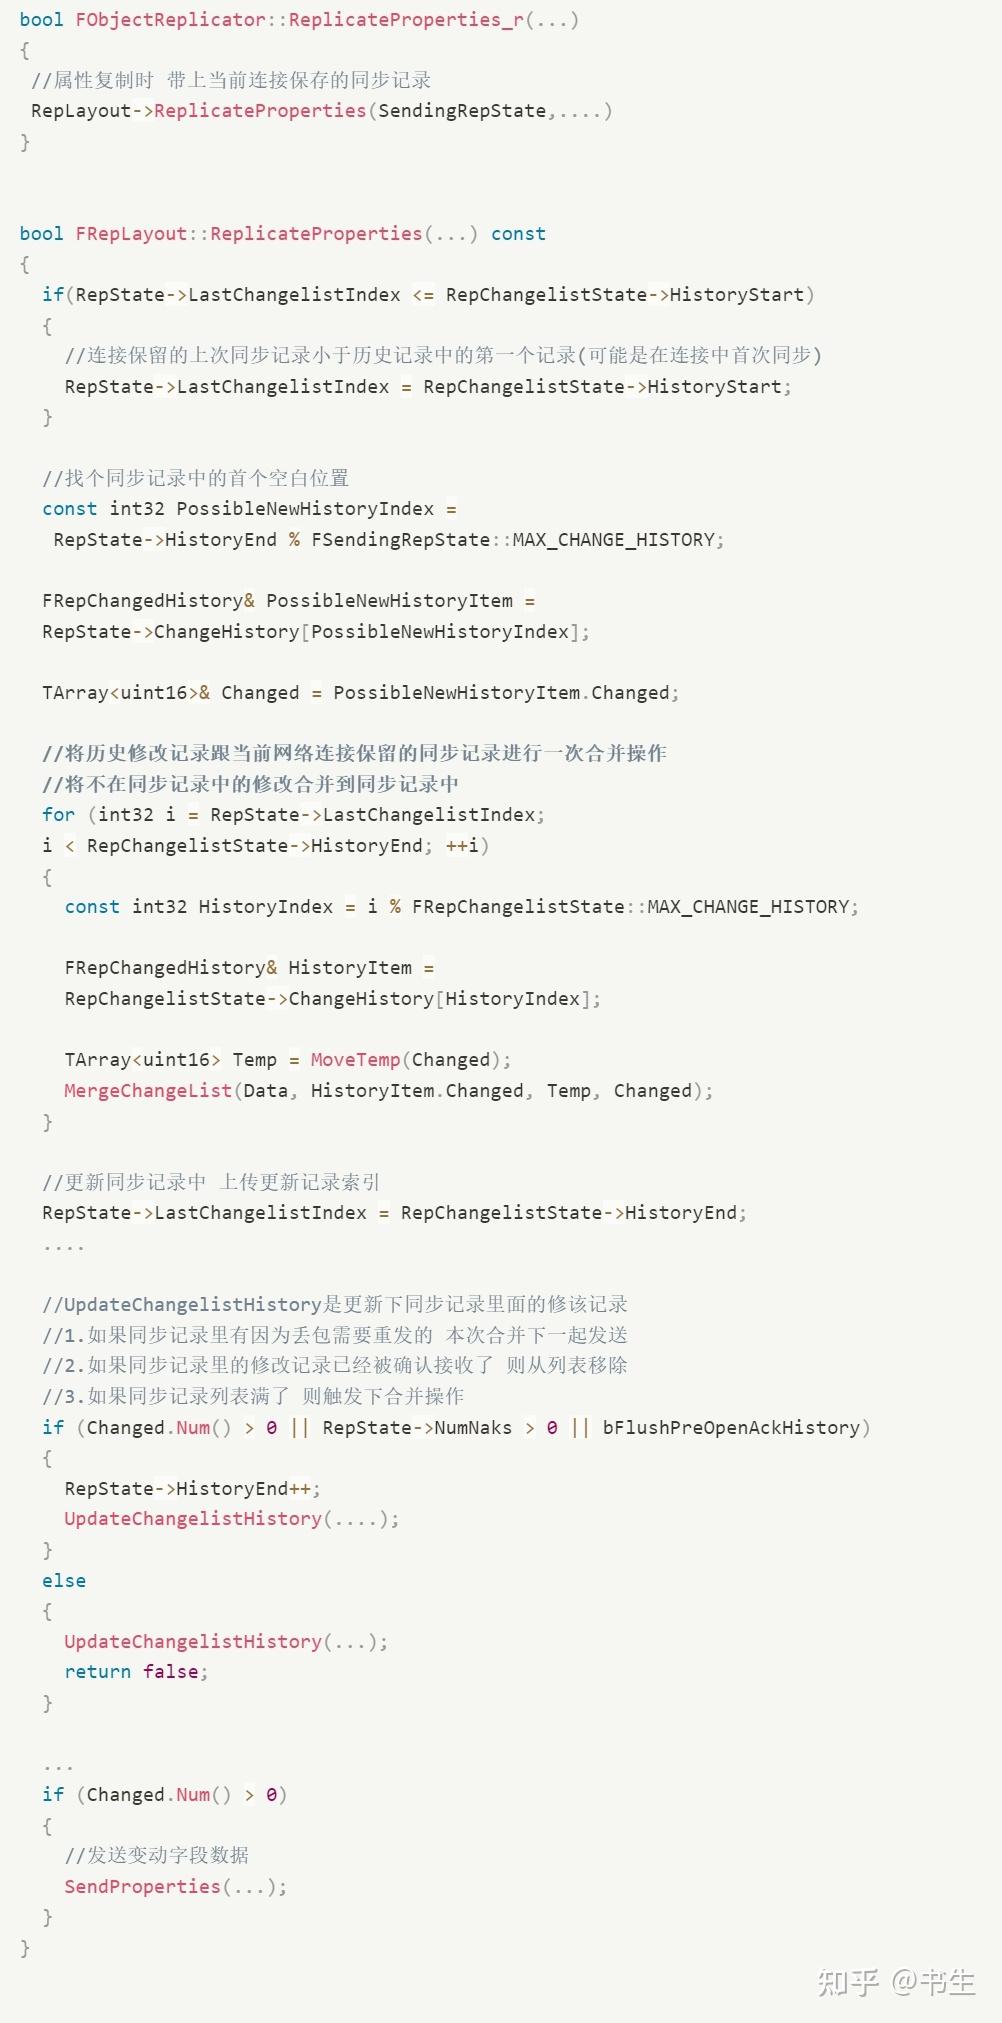 bool FObjectReplicator::ReplicateProperties_r(...)
{
//属性复制时 带上当前连接保存的同步记录
RepLayout->ReplicateProperties(SendingRepState,....)
}
bool FRepLayout::ReplicateProperties(...) const
{
if(RepState->LastChangelistIndex <= RepChangelistState->HistoryStart)
{
//连接保留的上次同步记录小于历史记录中的第一个记录(可能是在连接中首次同步)
RepState->LastChangelistIndex = RepChangelistState->HistoryStart;
}
//找个同步记录中的首个空白位置
const int32 PossibleNewHistoryIndex =
RepState->HistoryEnd % FSendingRepState::MAX_CHANGE_HISTORY;
FRepChangedHistory& PossibleNewHistoryItem =
RepState->ChangeHistory[PossibleNewHistoryIndex];
TArray<uint16>& Changed = PossibleNewHistoryItem.Changed;
//将历史修改记录跟当前网络连接保留的同步记录进行一次合并操作
//将不在同步记录中的修改合并到同步记录中
for (int32 i = RepState->LastChangelistIndex;
i < RepChangelistState->HistoryEnd; ++i)
{
const int32 HistoryIndex = i % FRepChangelistState::MAX_CHANGE_HISTORY;
FRepChangedHistory& HistoryItem =
RepChangelistState->ChangeHistory[HistoryIndex];
TArray<uint16> Temp = MoveTemp(Changed);
MergeChangeList(Data, HistoryItem.Changed, Temp, Changed);
}
//更新同步记录中 上传更新记录索引
RepState->LastChangelistIndex = RepChangelistState->HistoryEnd;
....
//UpdateChangelistHistory是更新下同步记录里面的修该记录
//1.如果同步记录里有因为丢包需要重发的 本次合并下一起发送
//2.如果同步记录里的修改记录已经被确认接收了 则从列表移除
//3.如果同步记录列表满了 则触发下合并操作
if (Changed.Num() > 0 || RepState->NumNaks > 0 || bFlushPreOpenAckHistory)
{
RepState->HistoryEnd++;
UpdateChangelistHistory(....);
}
else
{
UpdateChangelistHistory(...);
return false;
}
...
if (Changed.Num() > 0)
{
//发送变动字段数据
SendProperties(...);
}
}
知乎 @书生